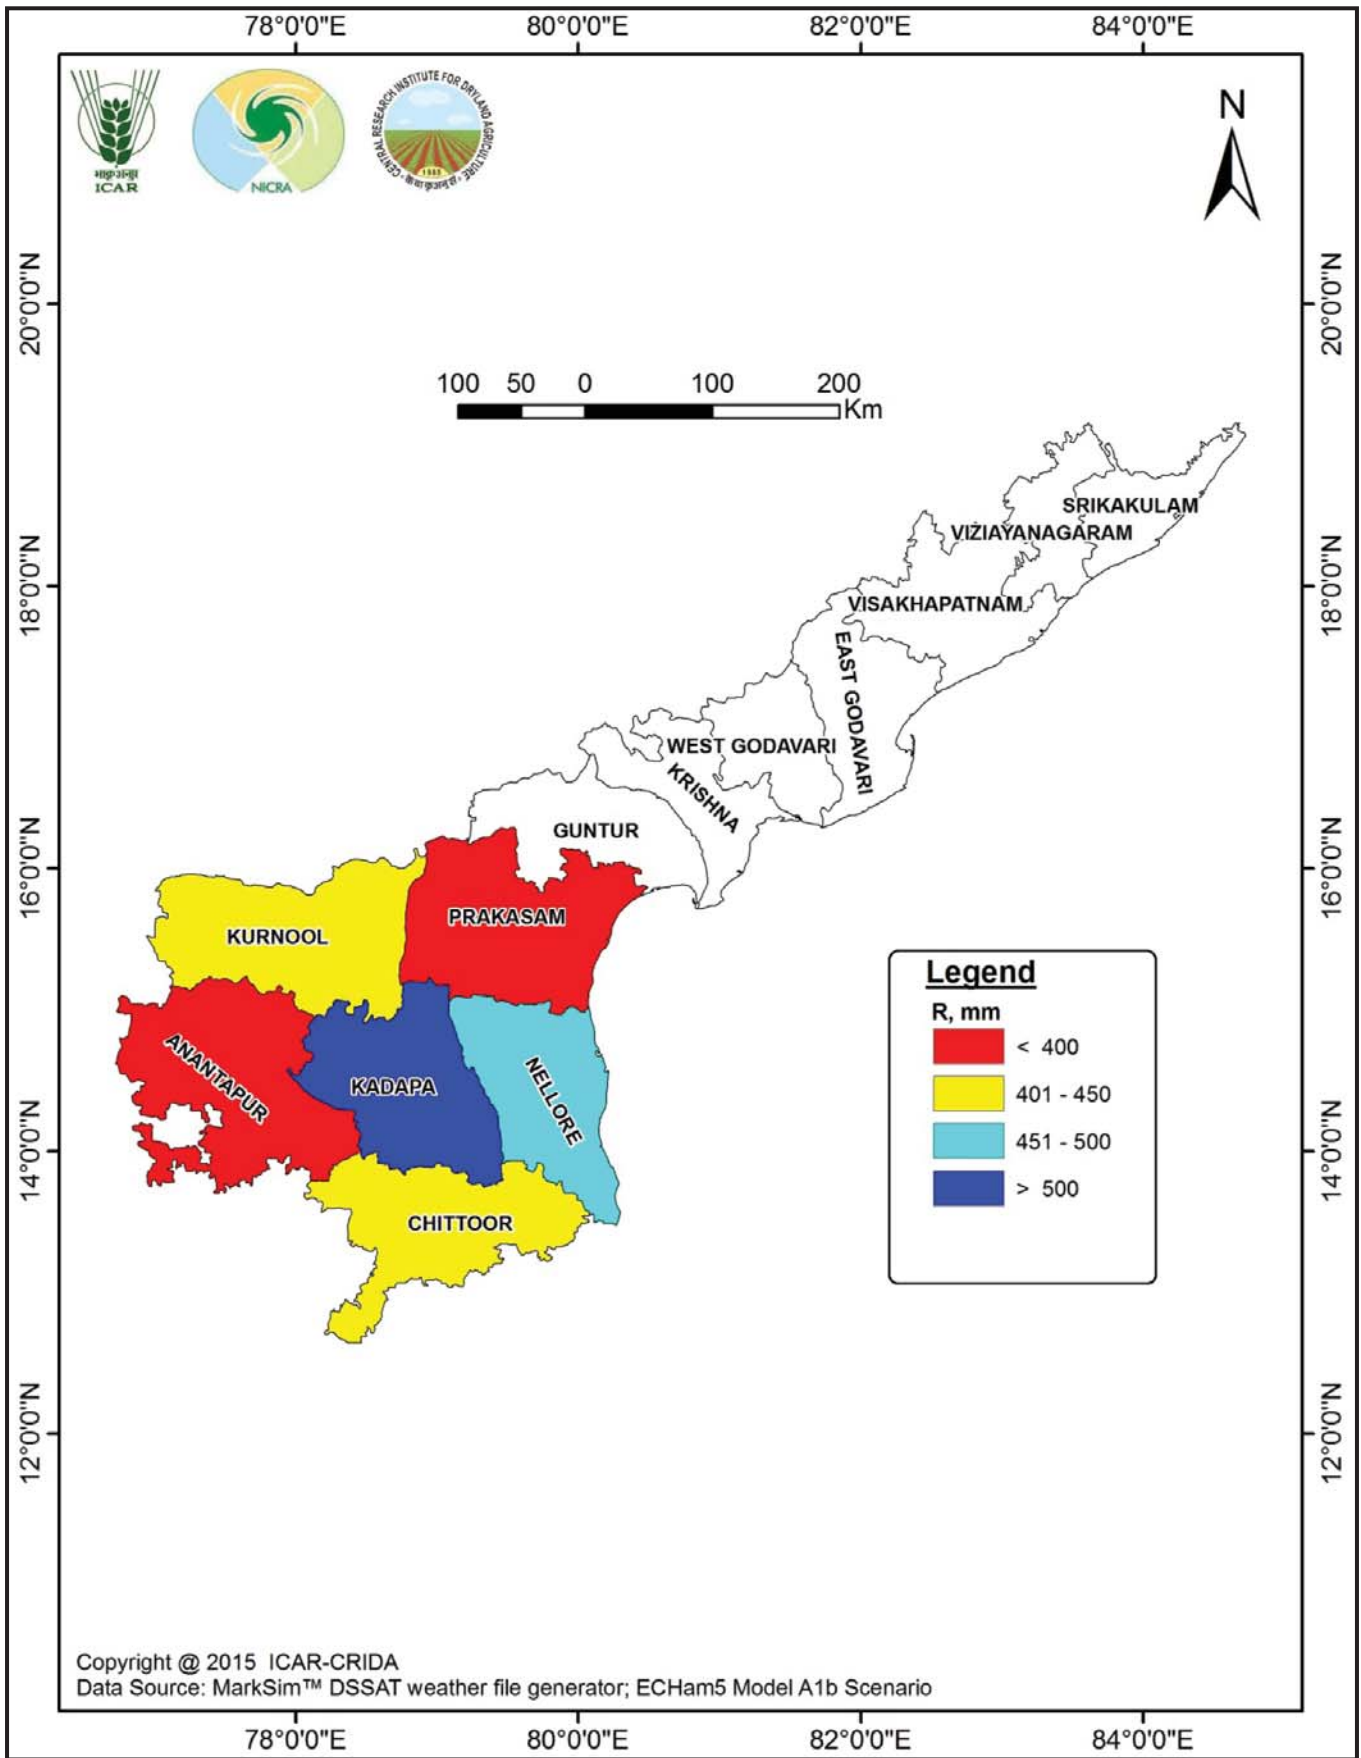 78°0'0"E 80°0'0"E 82°0'0"E 84°0'0"E
ICAR
NICRA
CENTRAL RESEARCH INSTITUTE FOR DRYLAND AGRICULTURE
1985
N
20°0'0"N 20°0'0"N
100 50 0 100 200
Km
SRIKAKULAM
VIZIAYANAGARAM
18°0'0"N 18°0'0"N
VISAKHAPATNAM
EAST GODAVARI
WEST GODAVARI
KRISHNA
GUNTUR
16°0'0"N 16°0'0"N
PRAKASAM
KURNOOL
ANANTAPUR
KADAPA
NELLORE
CHITTOOR
Legend
R, mm
< 400
401 - 450
451 - 500
> 500
14°0'0"N 14°0'0"N
12°0'0"N 12°0'0"N
Copyright @ 2015 ICAR-CRIDA
Data Source: MarkSim™ DSSAT weather file generator; ECHam5 Model A1b Scenario
78°0'0"E 80°0'0"E 82°0'0"E 84°0'0"E